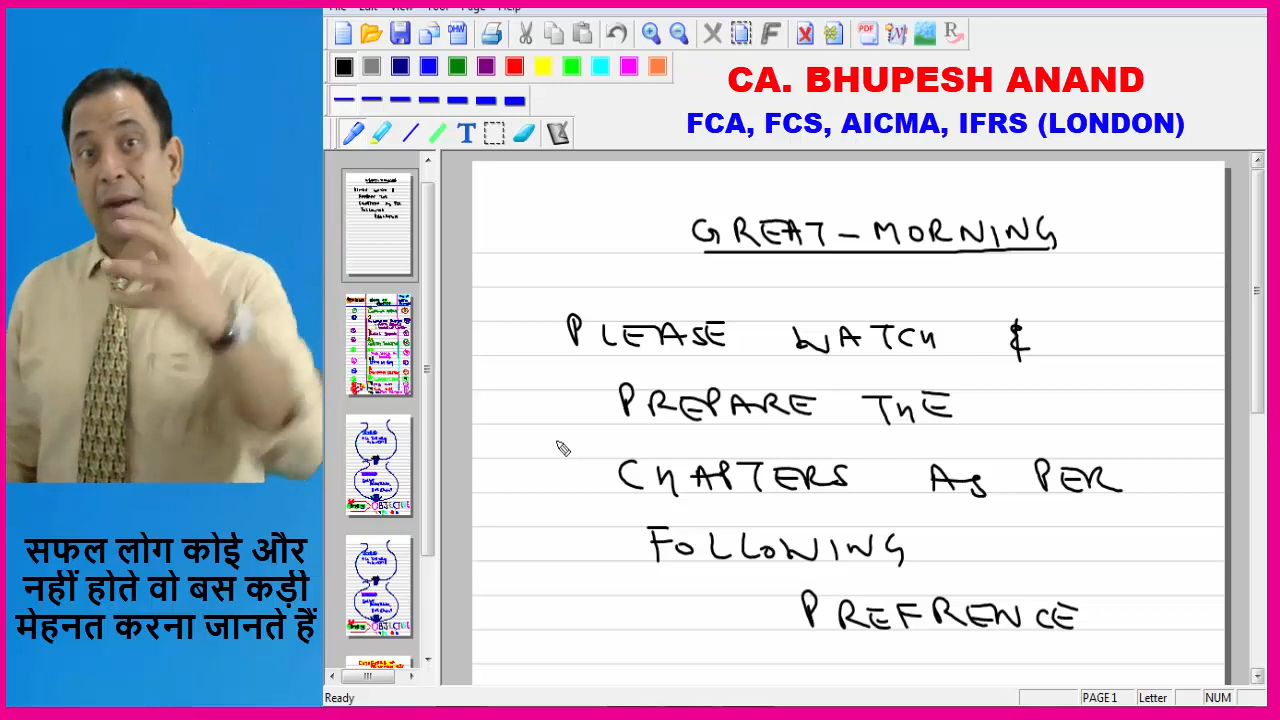 CA. BHUPESH ANAND
FCA, FCS, AICMA, IFRS (LONDON)
GREAT-MORNING
PLEASE WATCH &
PREPARE THE
CHAPTERS AS PER
FOLLOWING
PREFRENCE
सफल लोग कोई और
नहीं होते वो बस कड़ी
मेहनत करना जानते हैं
Ready
PAGE 1
Letter
NUM